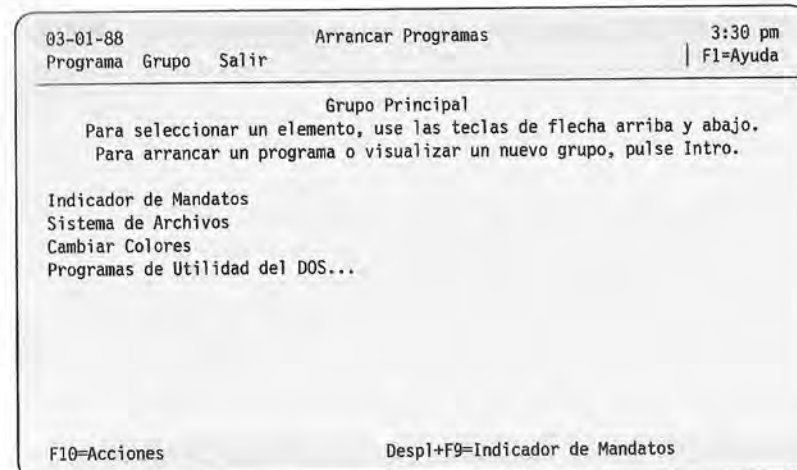 03-01-88 Arrancar Programas 3:30 pm
Programa Grupo Salir | F1=Ayuda
Grupo Principal
Para seleccionar un elemento, use las teclas de flecha arriba y abajo.
Para arrancar un programa o visualizar un nuevo grupo, pulse Intro.
Indicador de Mandatos
Sistema de Archivos
Cambiar Colores
Programas de Utilidad del DOS...
F10=Acciones Despl+F9=Indicador de Mandatos